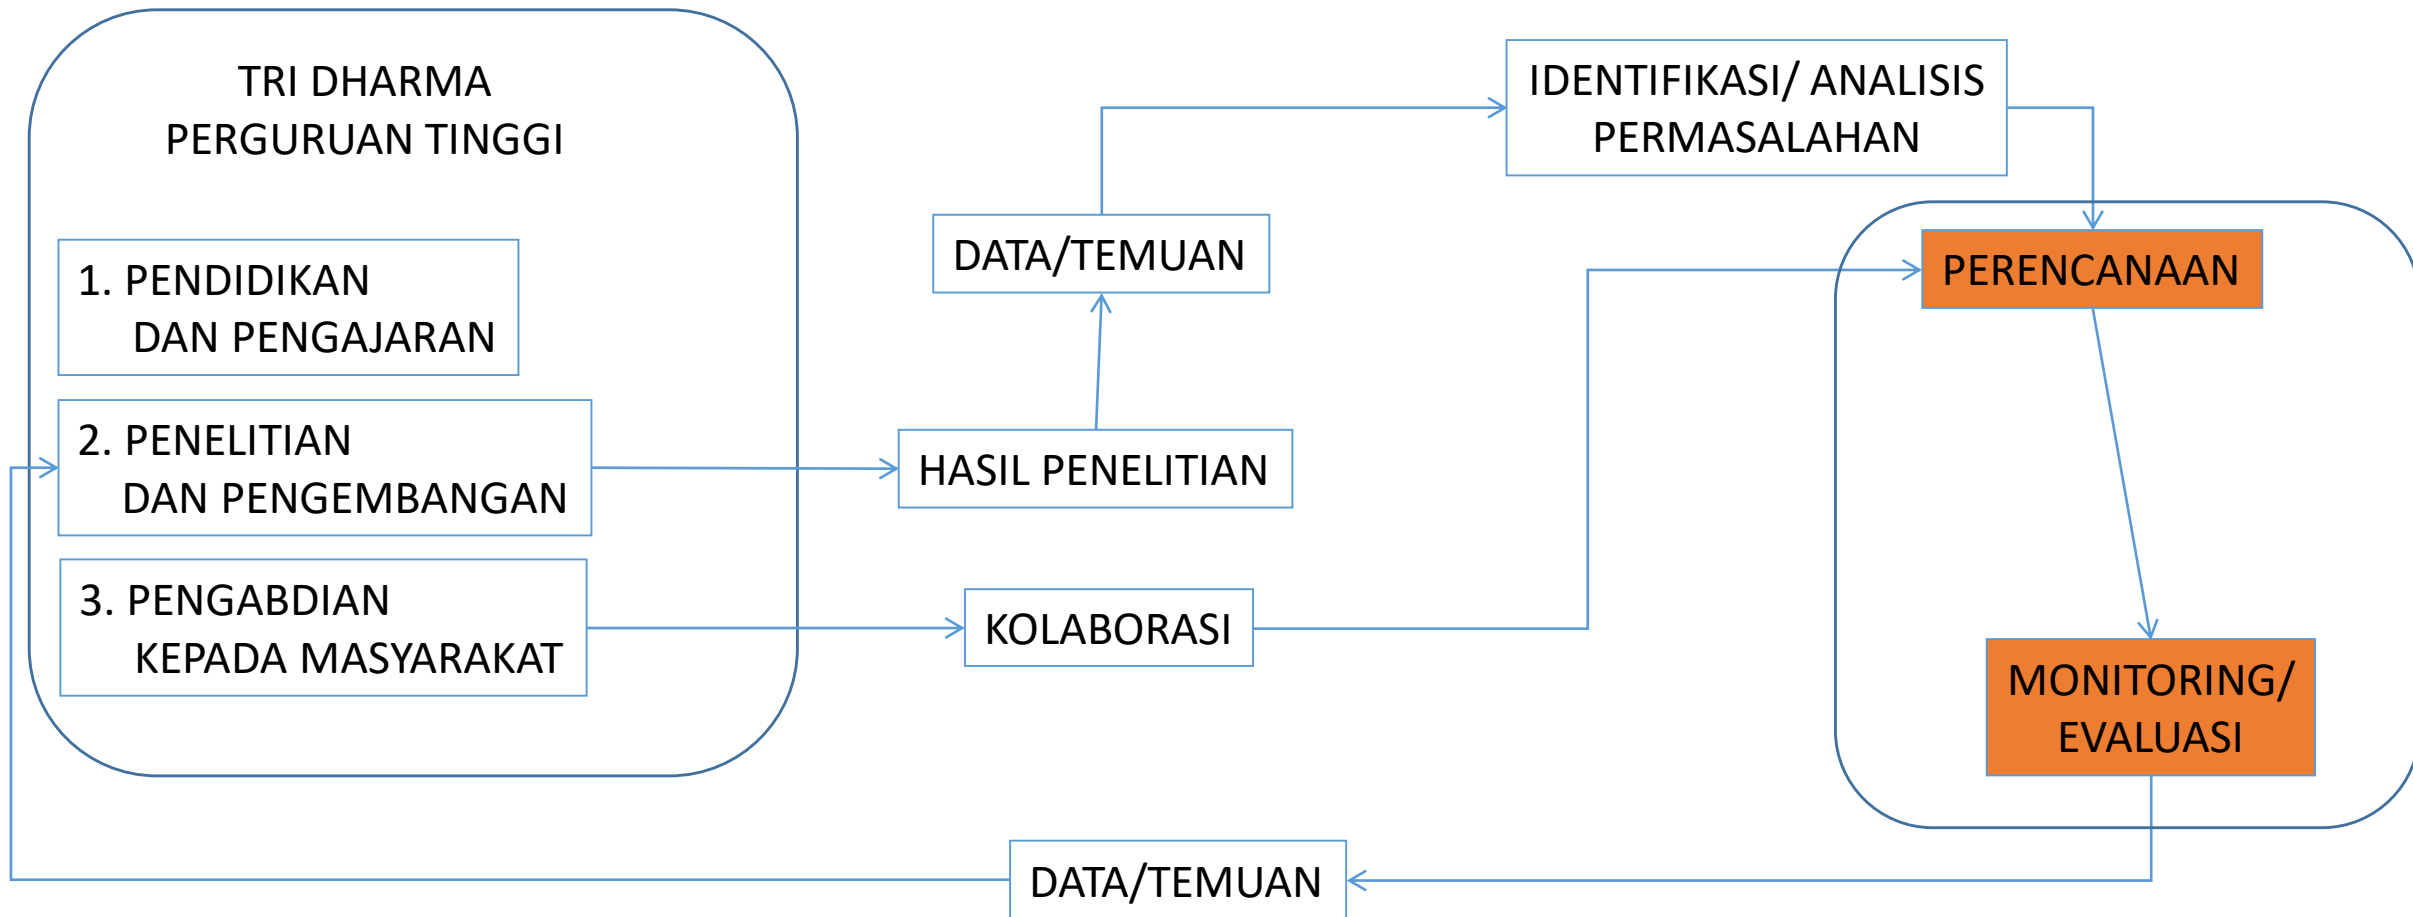 TRI DHARMA
PERGURUAN TINGGI
1. PENDIDIKAN
DAN PENGAJARAN
2. PENELITIAN
DAN PENGEMBANGAN
3. PENGABDIAN
KEPADA MASYARAKAT
DATA/TEMUAN
HASIL PENELITIAN
KOLABORASI
IDENTIFIKASI/ ANALISIS
PERMASALAHAN
PERENCANAAN
MONITORING/
EVALUASI
DATA/TEMUAN